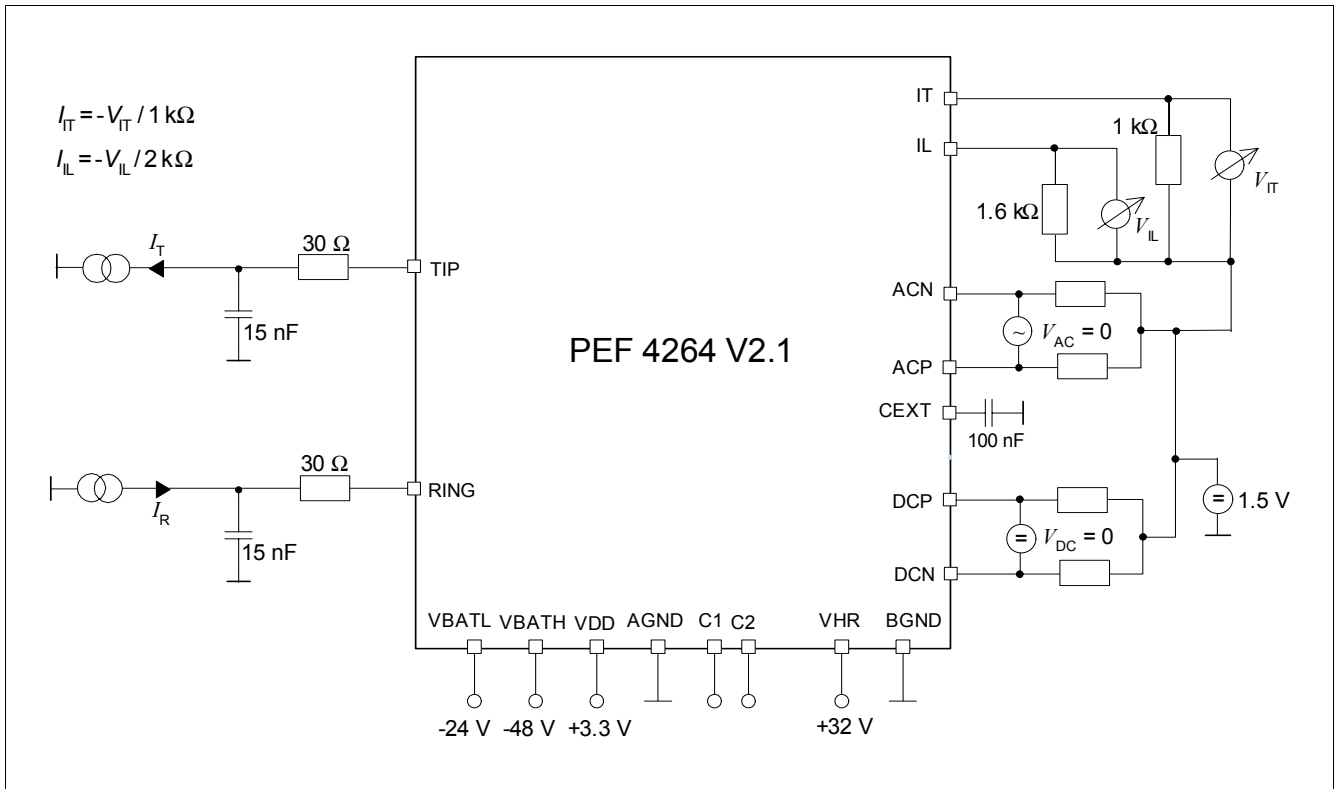 I_IT = -V_IT / 1 kΩ
I_IL = -V_IL / 2 kΩ
I_T
30 Ω
TIP
15 nF
30 Ω
RING
I_R
15 nF
PEF 4264 V2.1
IT
IL
1 kΩ
V_IT
1.6 kΩ
V_IL
ACN
~ V_AC = 0
ACP
CEXT
100 nF
DCP
= V_DC = 0
DCN
= 1.5 V
VBATL VBATH VDD AGND C1 C2 VHR BGND
-24 V -48 V +3.3 V +32 V